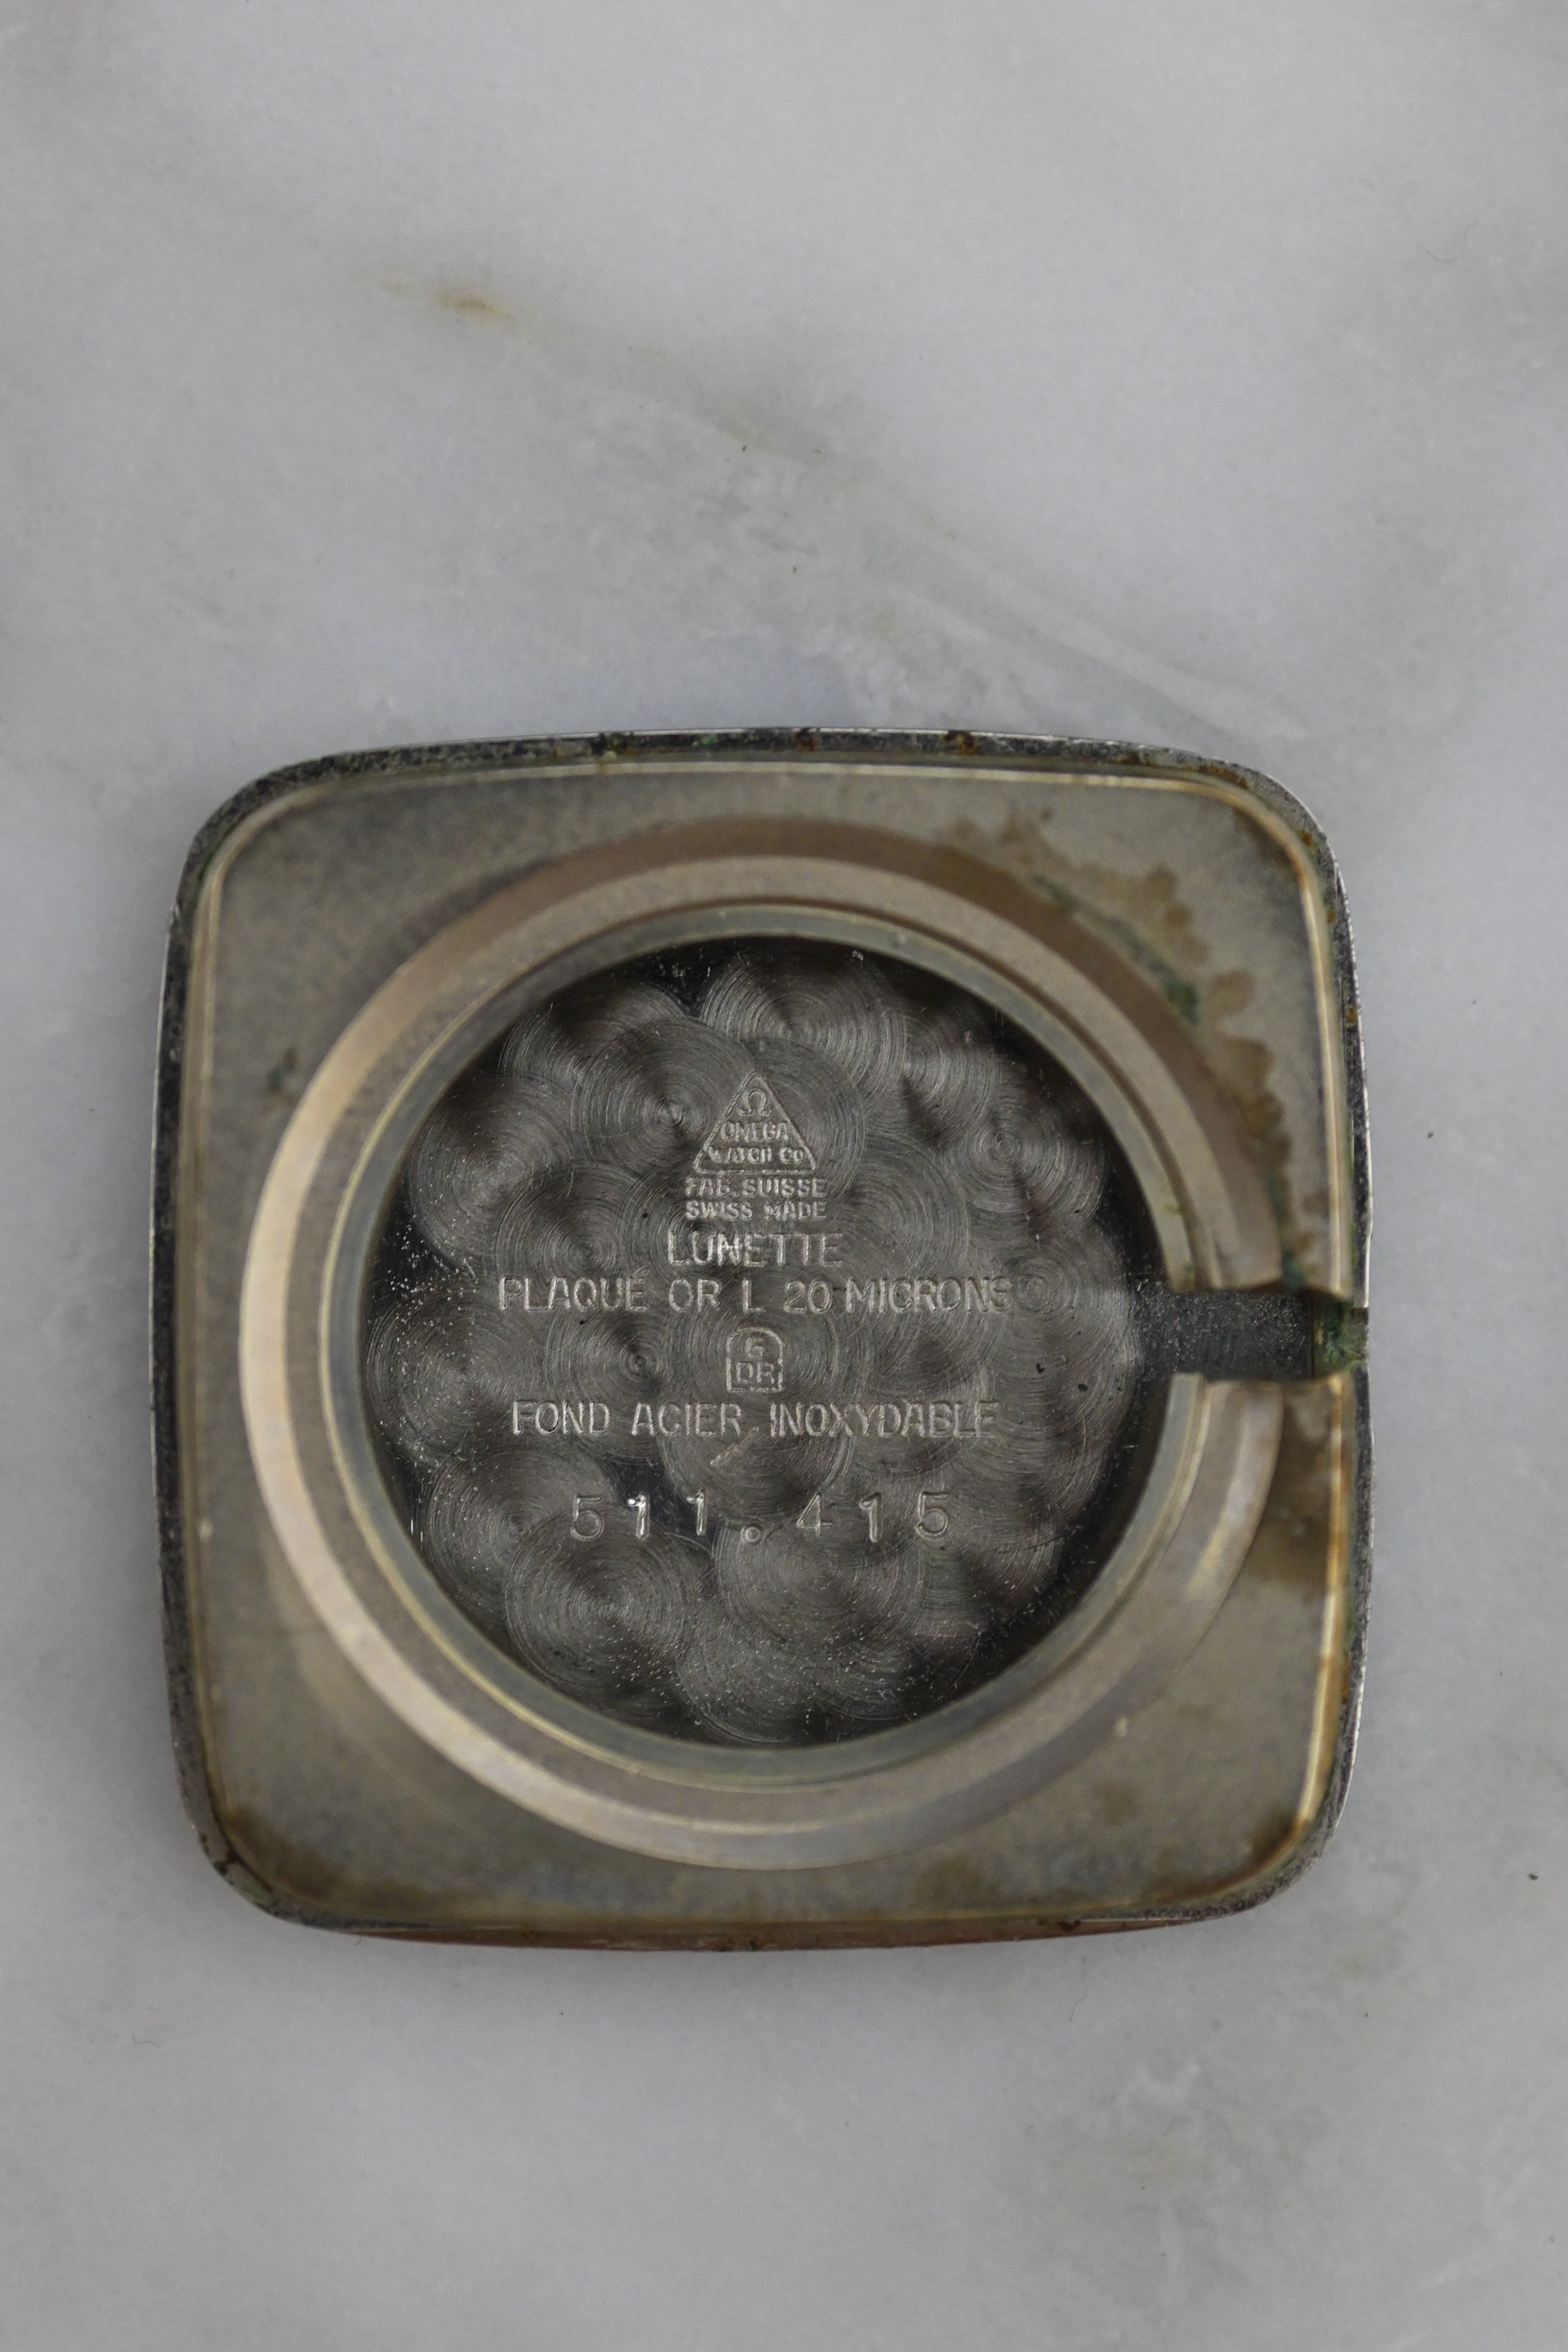 Ω
OMEGA
WATCH Co
FAB. SUISSE
SWISS MADE
LUNETTE
PLAQUÉ OR L 20 MICRONS
G
DR
FOND ACIER INOXYDABLE
511.415